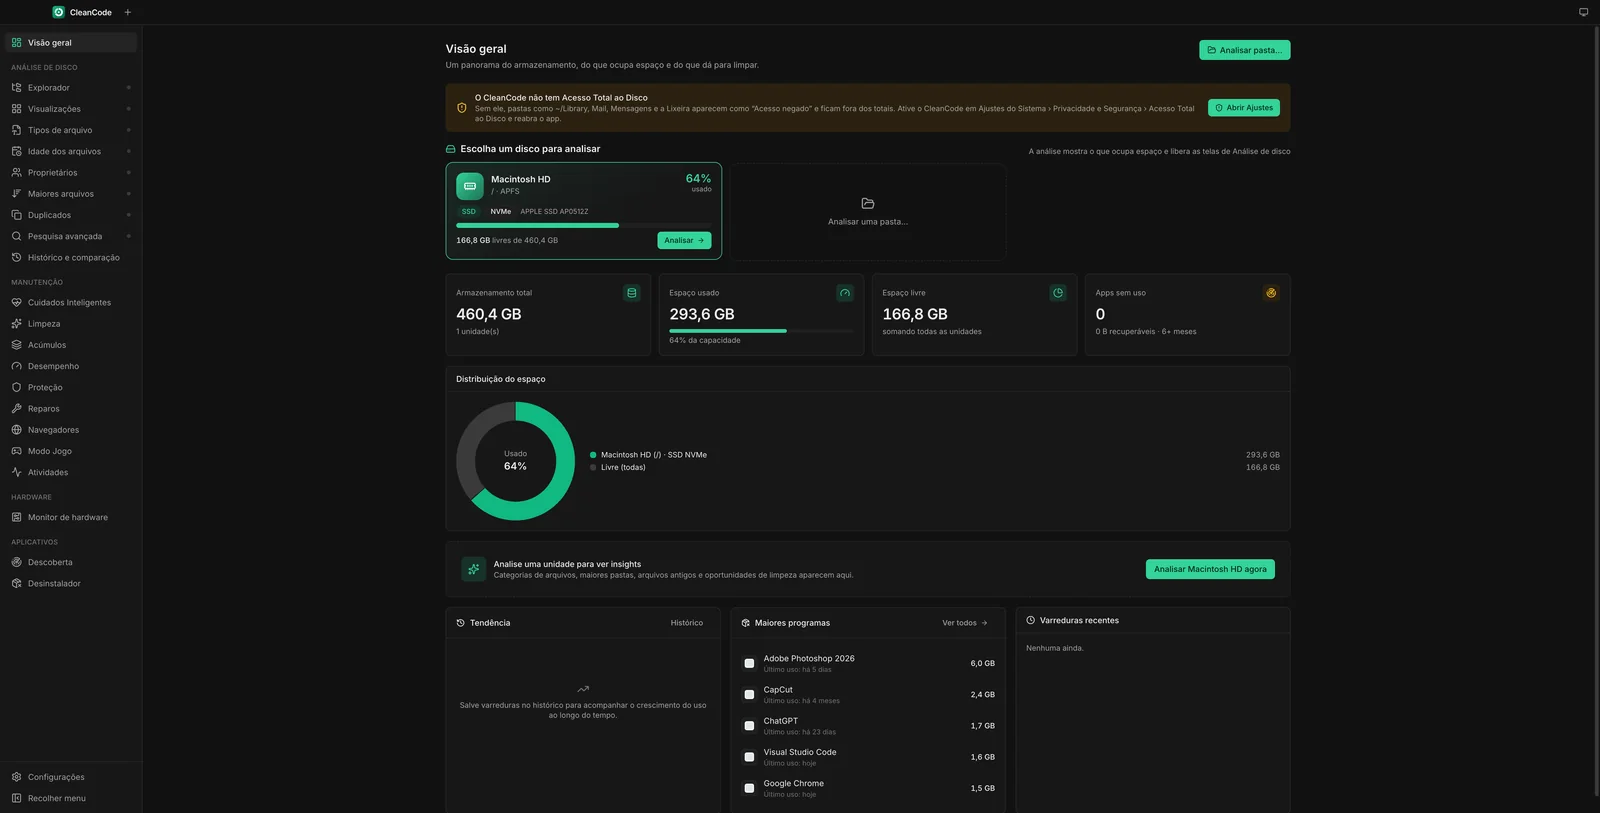 CleanCode
Visão geral
ANÁLISE DE DISCO
Explorador
Visualizações
Tipos de arquivo
Idade dos arquivos
Proprietários
Maiores arquivos
Duplicados
Pesquisa avançada
Histórico e comparação
MANUTENÇÃO
Cuidados Inteligentes
Limpeza
Acúmulos
Desempenho
Proteção
Reparos
Navegadores
Modo Jogo
Atividades
HARDWARE
Monitor de hardware
APLICATIVOS
Descoberta
Desinstalador
Configurações
Recolher menu
Visão geral
Um panorama do armazenamento, do que ocupa espaço e do que dá para limpar.
Analisar pasta...
O CleanCode não tem Acesso Total ao Disco
Sem ele, pastas como ~/Library, Mail, Mensagens e a Lixeira aparecem como "Acesso negado" e ficam fora dos totais. Ative o CleanCode em Ajustes do Sistema › Privacidade e Segurança › Acesso Total
ao Disco e reabra o app.
Abrir Ajustes
Escolha um disco para analisar
A análise mostra o que ocupa espaço e libera as telas de Análise de disco
Macintosh HD
/ · APFS
64%
usado
SSD NVMe APPLE SSD AP0512Z
166,8 GB livres de 460,4 GB
Analisar →
Analisar uma pasta...
Armazenamento total
460,4 GB
1 unidade(s)
Espaço usado
293,6 GB
64% da capacidade
Espaço livre
166,8 GB
somando todas as unidades
Apps sem uso
0
0 B recuperáveis · 6+ meses
Distribuição do espaço
Usado
64%
Macintosh HD (/) · SSD NVMe 293,6 GB
Livre (todas) 166,8 GB
Analise uma unidade para ver insights
Categorias de arquivos, maiores pastas, arquivos antigos e oportunidades de limpeza aparecem aqui.
Analisar Macintosh HD agora
Tendência
Histórico
Salve varreduras no histórico para acompanhar o crescimento do uso
ao longo do tempo.
Maiores programas
Ver todos →
Adobe Photoshop 2026
Último uso: há 5 dias
6,0 GB
CapCut
Último uso: há 4 meses
2,4 GB
ChatGPT
Último uso: há 23 dias
1,7 GB
Visual Studio Code
Último uso: hoje
1,6 GB
Google Chrome
Último uso: hoje
1,5 GB
Varreduras recentes
Nenhuma ainda.